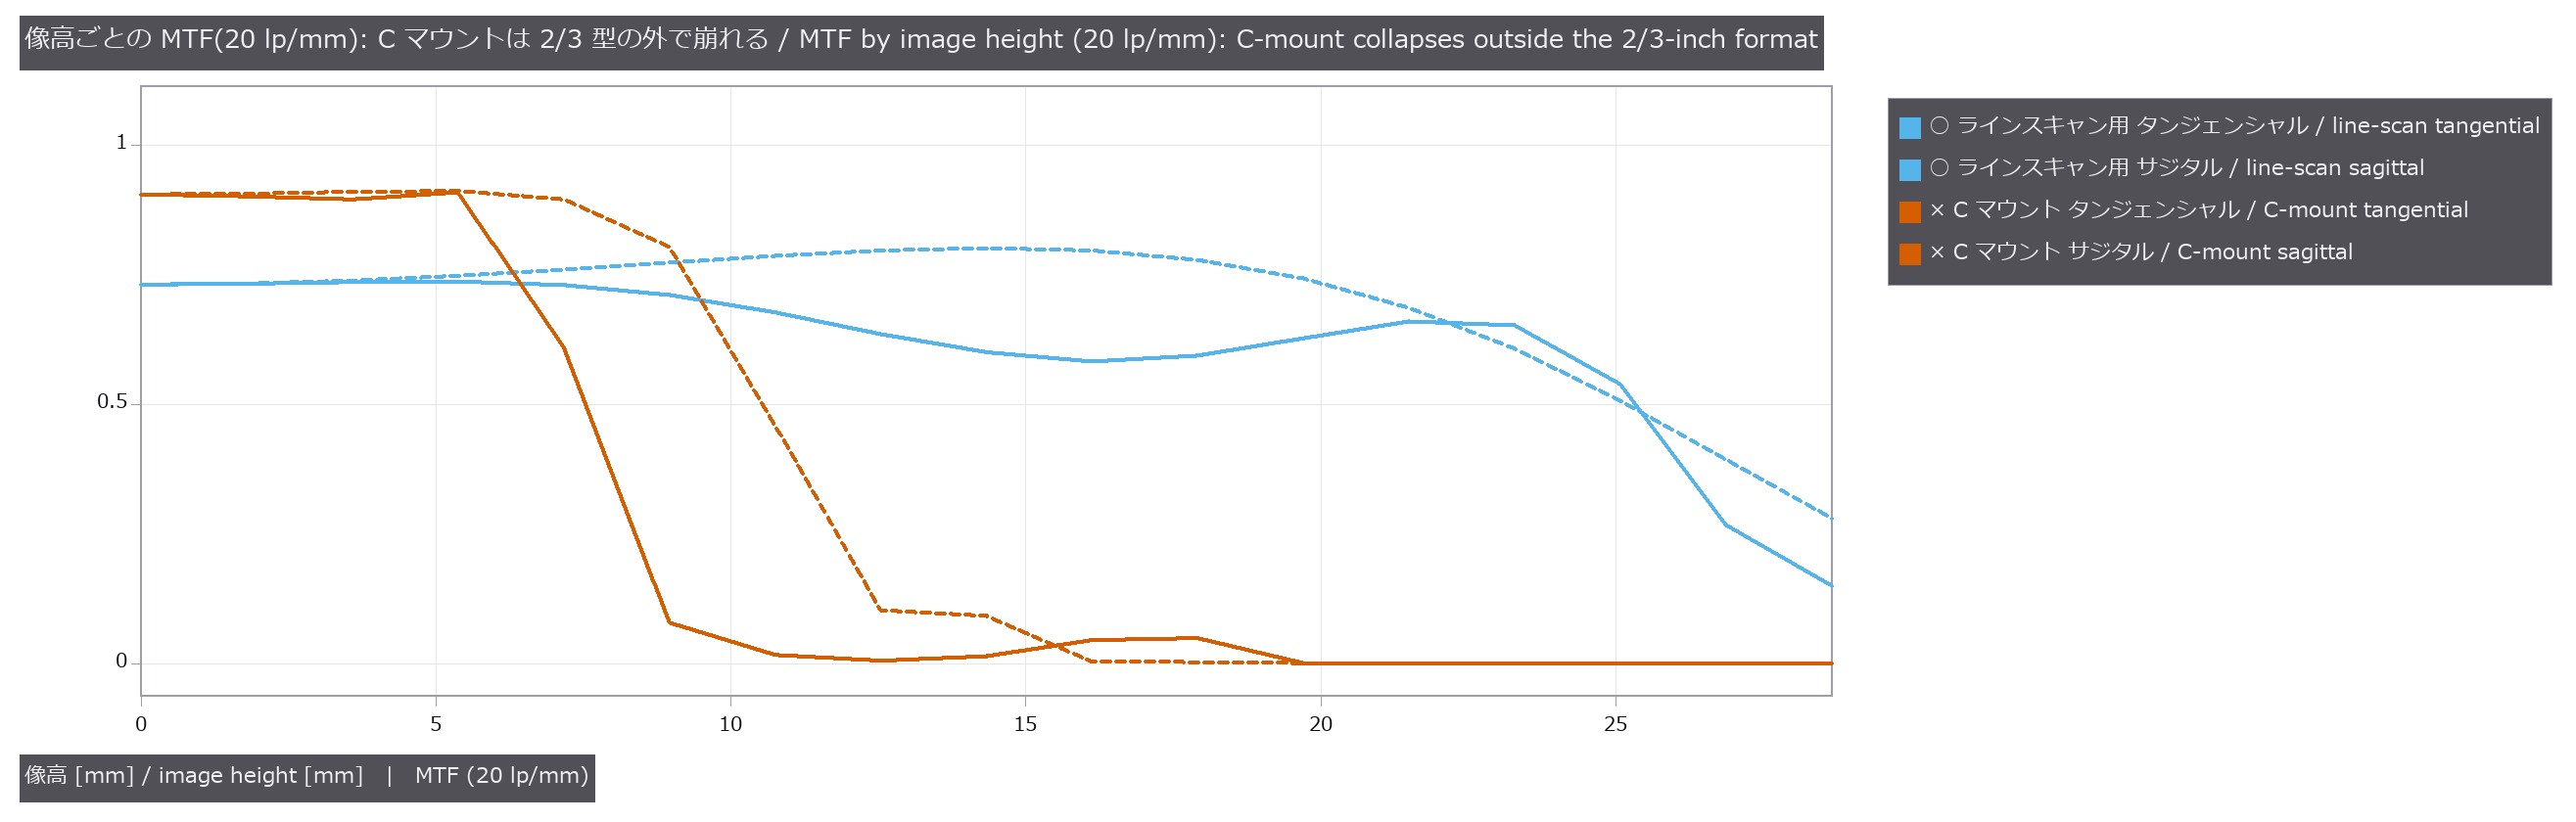 像高ごとの MTF(20 lp/mm): C マウントは 2/3 型の外で崩れる / MTF by image height (20 lp/mm): C-mount collapses outside the 2/3-inch format
○ ラインスキャン用 タンジェンシャル / line-scan tangential
○ ラインスキャン用 サジタル / line-scan sagittal
× C マウント タンジェンシャル / C-mount tangential
× C マウント サジタル / C-mount sagittal
1
0.5
0
0 5 10 15 20 25
像高 [mm] / image height [mm] | MTF (20 lp/mm)